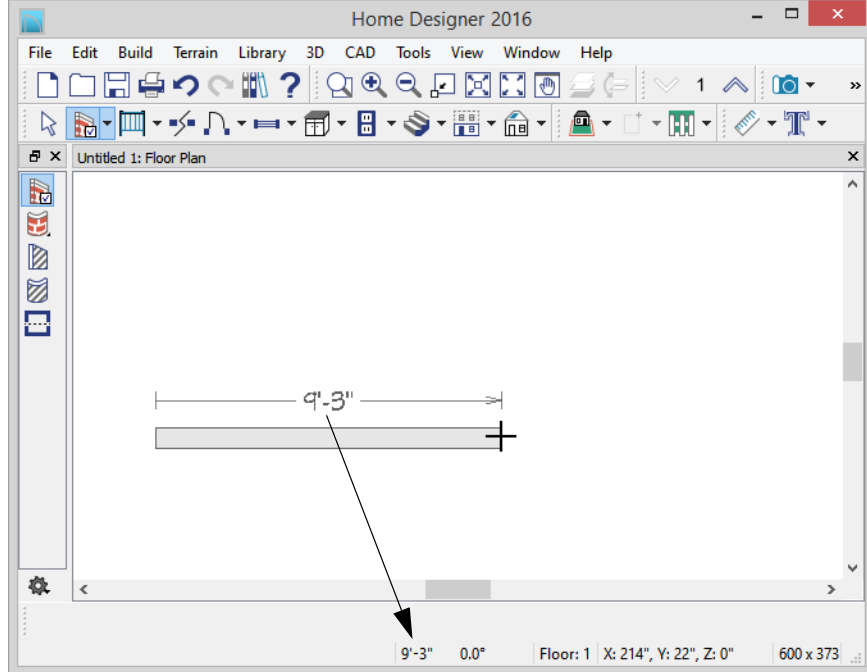 Home Designer 2016
File Edit Build Terrain Library 3D CAD Tools View Window Help
1
Untitled 1: Floor Plan
9'-3"
9'-3" 0.0° Floor: 1 X: 214", Y: 22", Z: 0" 600 x 373